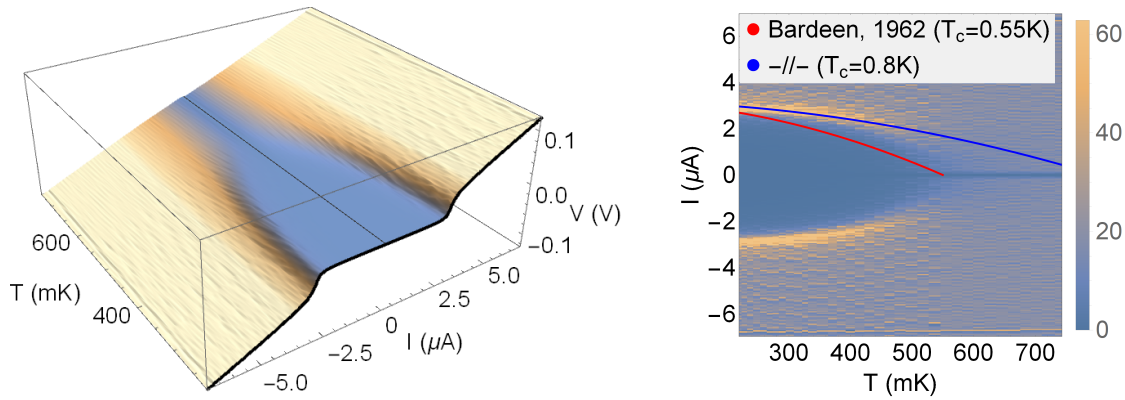 0.1
0.0
V (V)
−0.1
600
T (mK)
400
5.0
2.5
0
I (μA)
−2.5
−5.0
Bardeen, 1962 (Tc=0.55K)
−//− (Tc=0.8K)
6
4
2
0
−2
−4
−6
I (μA)
300 400 500 600 700
T (mK)
60
40
20
0